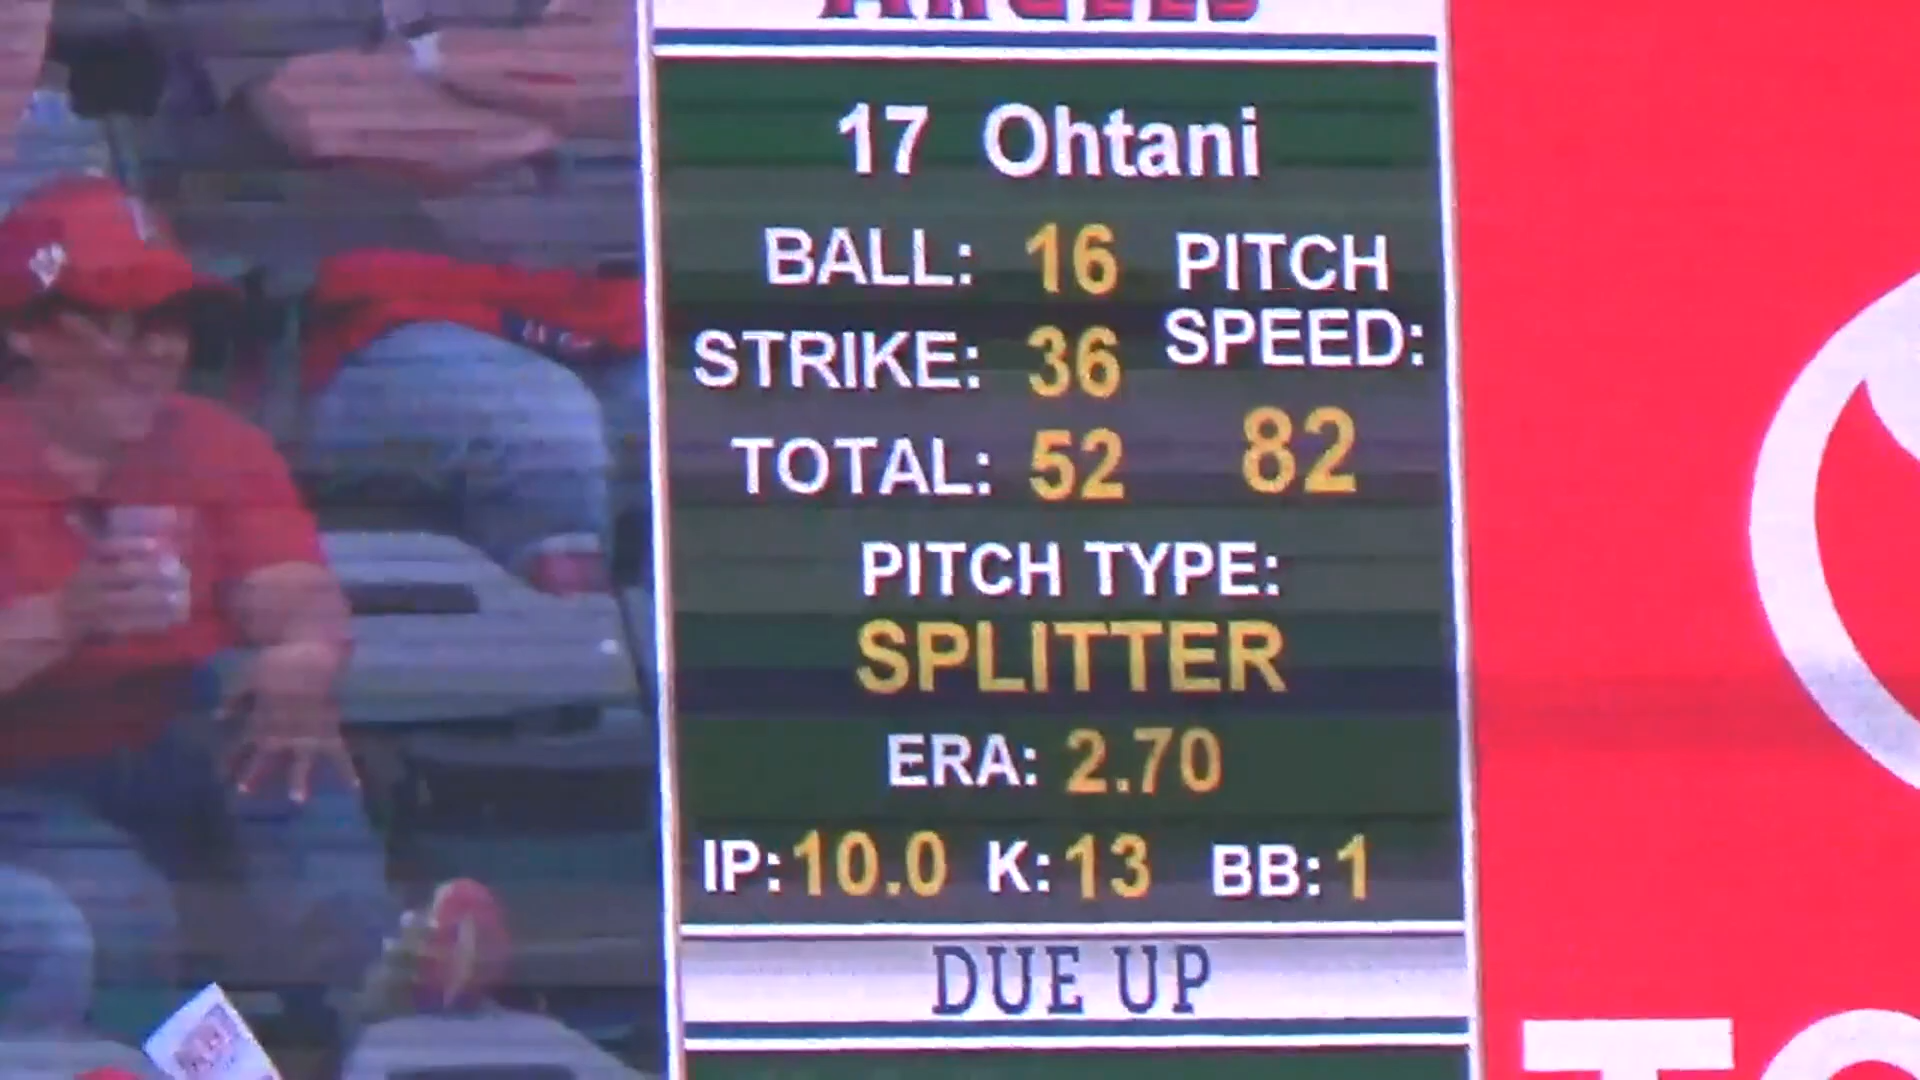 ANGELS
17 Ohtani
BALL: 16
PITCH SPEED:
STRIKE: 36
TOTAL: 52
82
PITCH TYPE:
SPLITTER
ERA: 2.70
IP: 10.0 K: 13 BB: 1
DUE UP